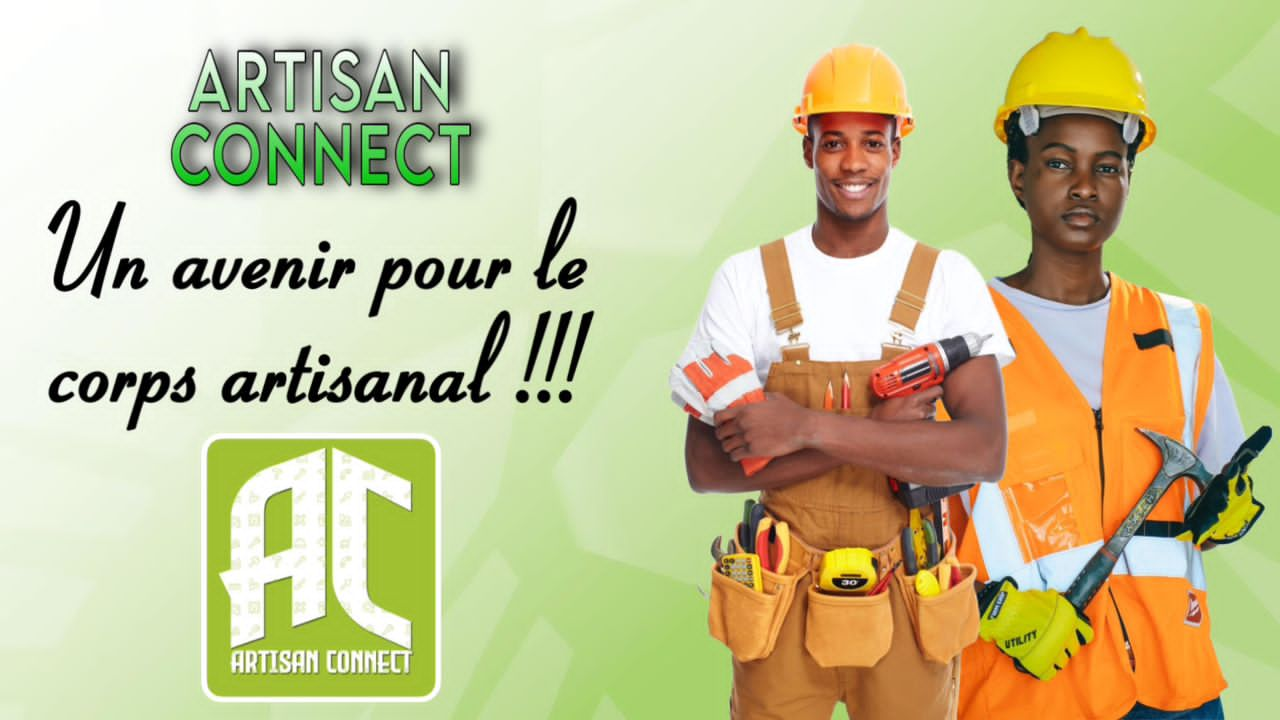 ARTISAN
CONNECT
Un avenir pour le
corps artisanal !!!
AC
ARTISAN CONNECT
30'
UTILITY